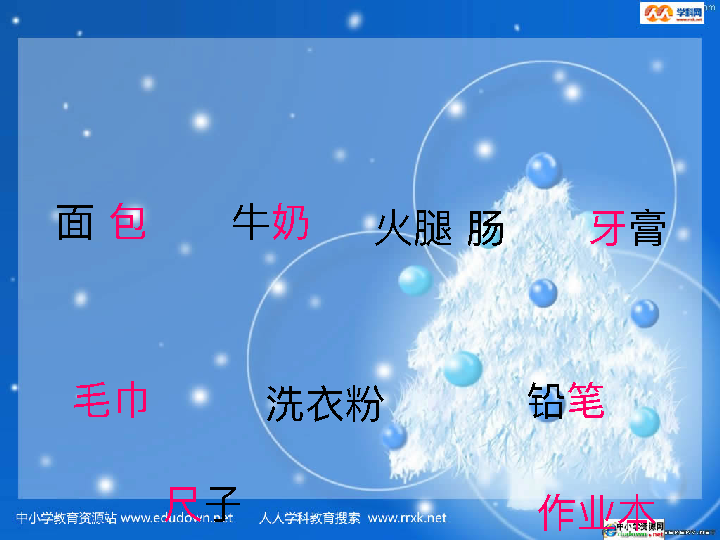 学科网
面 包 牛奶 火腿 肠 牙膏
毛巾 洗衣粉 铅笔
尺子 作业本
中小学教育资源站 www.edudown.net 人人学科教育搜索 www.rrxk.net
中小学资源网